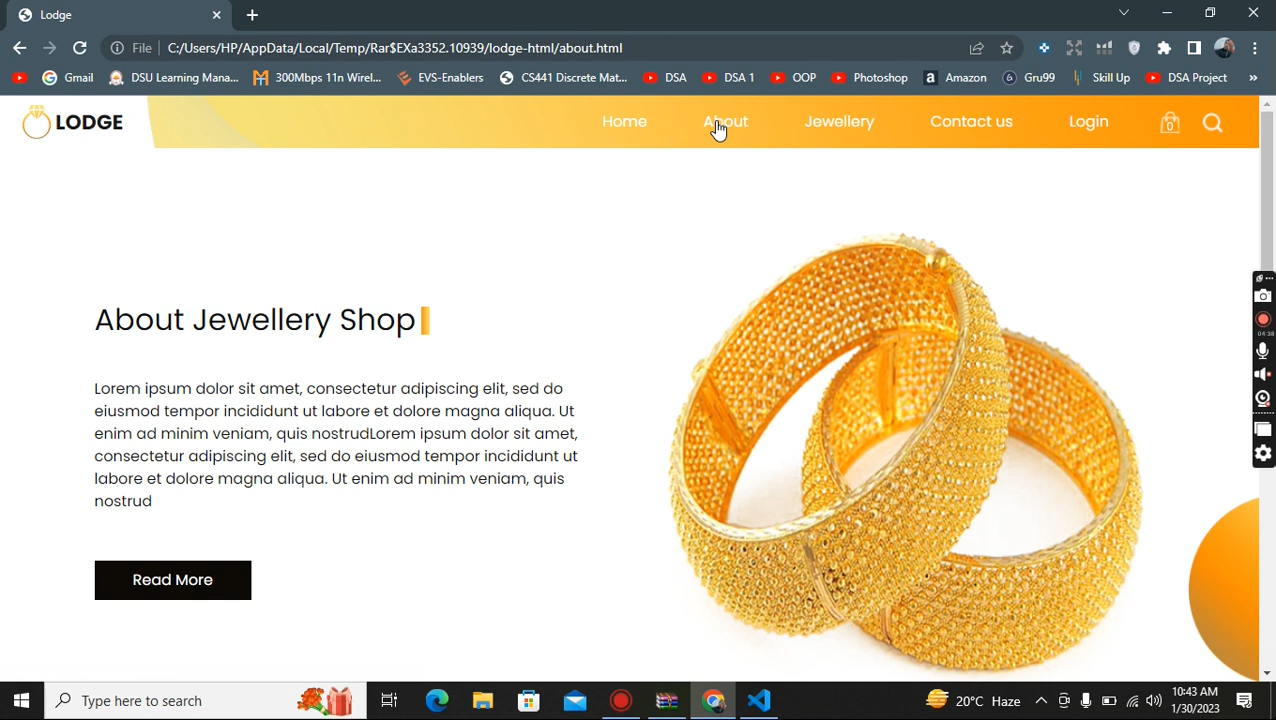 Lodge
File C:/Users/HP/AppData/Local/Temp/Rar$EXa3352.10939/lodge-html/about.html
Gmail DSU Learning Mana... 300Mbps 11n Wirel... EVS-Enablers CS441 Discrete Mat... DSA DSA 1 OOP Photoshop Amazon Gru99 Skill Up DSA Project »
LODGE Home About Jewellery Contact us Login 0
About Jewellery Shop
Lorem ipsum dolor sit amet, consectetur adipiscing elit, sed do
eiusmod tempor incididunt ut labore et dolore magna aliqua. Ut
enim ad minim veniam, quis nostrudLorem ipsum dolor sit amet,
consectetur adipiscing elit, sed do eiusmod tempor incididunt ut
labore et dolore magna aliqua. Ut enim ad minim veniam, quis
nostrud
Read More
04:38
Type here to search
20°C Haze
10:43 AM
1/30/2023